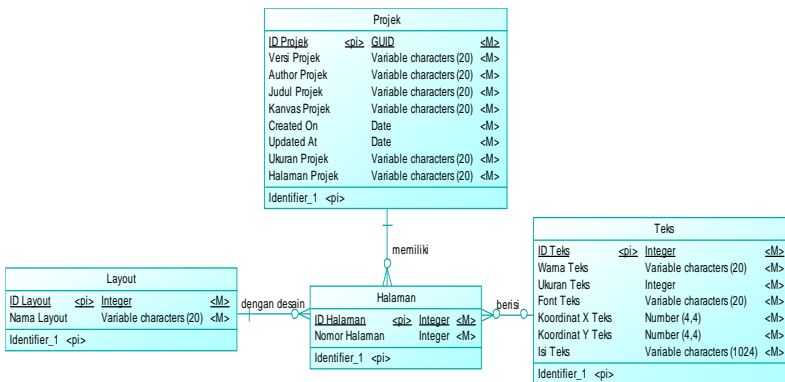 Projek
ID Projek <pi> GUID <M>
Versi Projek Variable characters (20) <M>
Author Projek Variable characters (20) <M>
Judul Projek Variable characters (20) <M>
Kanvas Projek Variable characters (20) <M>
Created On Date <M>
Updated At Date <M>
Ukuran Projek Variable characters (20) <M>
Halaman Projek Variable characters (20) <M>
Identifier_1 <pi>
memiliki
Layout
ID Layout <pi> Integer <M>
Nama Layout Variable characters (20) <M>
Identifier_1 <pi>
dengan desain
Halaman
ID Halaman <pi> Integer <M>
Nomor Halaman Integer <M>
Identifier_1 <pi>
berisi
Teks
ID Teks <pi> Integer <M>
Warna Teks Variable characters (20) <M>
Ukuran Teks Integer <M>
Font Teks Variable characters (20) <M>
Koordinat X Teks Number (4,4) <M>
Koordinat Y Teks Number (4,4) <M>
Isi Teks Variable characters (1024) <M>
Identifier_1 <pi>